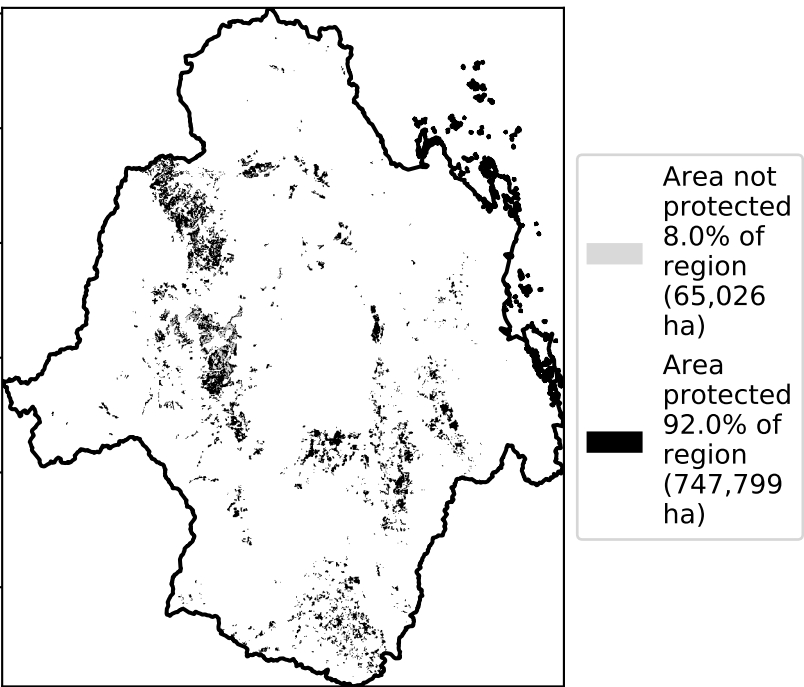 Area not
protected
8.0% of
region
(65,026
ha)
Area
protected
92.0% of
region
(747,799
ha)